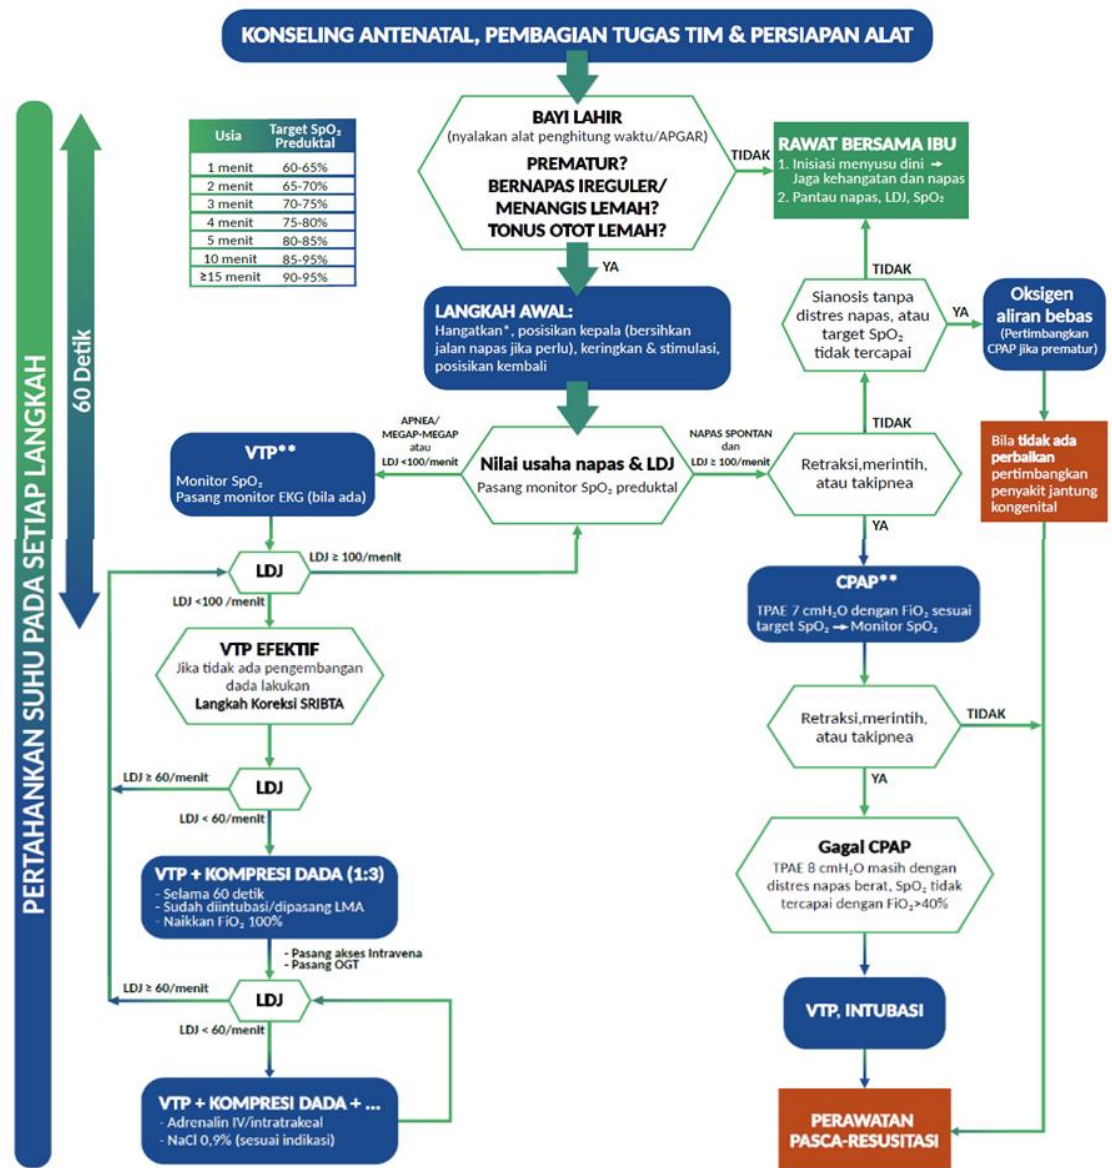 KONSELING ANTENATAL, PEMBAGIAN TUGAS TIM & PERSIAPAN ALAT
PERTAHANKAN SUHU PADA SETIAP LANGKAH
60 Detik
Usia Target SpO₂ Preduktal
1 menit 60-65%
2 menit 65-70%
3 menit 70-75%
4 menit 75-80%
5 menit 80-85%
10 menit 85-95%
≥15 menit 90-95%
BAYI LAHIR
(nyalakan alat penghitung waktu/APGAR)
PREMATUR?
BERNAPAS IREGULER/
MENANGIS LEMAH?
TONUS OTOT LEMAH?
TIDAK
RAWAT BERSAMA IBU
1. Inisiasi menyusu dini →
Jaga kehangatan dan napas
2. Pantau napas, LDJ, SpO₂
YA
LANGKAH AWAL:
Hangatkan*, posisikan kepala (bersihkan
jalan napas jika perlu), keringkan & stimulasi,
posisikan kembali
TIDAK
Sianosis tanpa
distres napas, atau
target SpO₂
tidak tercapai
YA
Oksigen
aliran bebas
(Pertimbangkan
CPAP jika prematur)
Bila tidak ada
perbaikan
pertimbangkan
penyakit jantung
kongenital
APNEA/
MEGAP-MEGAP
atau
LDJ <100/menit
Nilai usaha napas & LDJ
Pasang monitor SpO₂ preduktal
NAPAS SPONTAN
dan
LDJ ≥ 100/menit
TIDAK
Retraksi,merintih,
atau takipnea
YA
VTP**
Monitor SpO₂
Pasang monitor EKG (bila ada)
LDJ
LDJ ≥ 100/menit
LDJ <100 /menit
VTP EFEKTIF
Jika tidak ada pengembangan
dada lakukan
Langkah Koreksi SRIBTA
LDJ ≥ 60/menit
LDJ
LDJ < 60/menit
VTP + KOMPRESI DADA (1:3)
- Selama 60 detik
- Sudah diintubasi/dipasang LMA
- Naikkan FiO₂ 100%
- Pasang akses Intravena
- Pasang OGT
LDJ ≥ 60/menit
LDJ
LDJ < 60/menit
VTP + KOMPRESI DADA + ...
- Adrenalin IV/intratrakeal
- NaCl 0,9% (sesuai indikasi)
CPAP**
TPAE 7 cmH₂O dengan FiO₂ sesuai
target SpO₂ → Monitor SpO₂
Retraksi,merintih,
atau takipnea
TIDAK
YA
Gagal CPAP
TPAE 8 cmH₂O masih dengan
distres napas berat, SpO₂ tidak
tercapai dengan FiO₂>40%
VTP, INTUBASI
PERAWATAN
PASCA-RESUSITASI